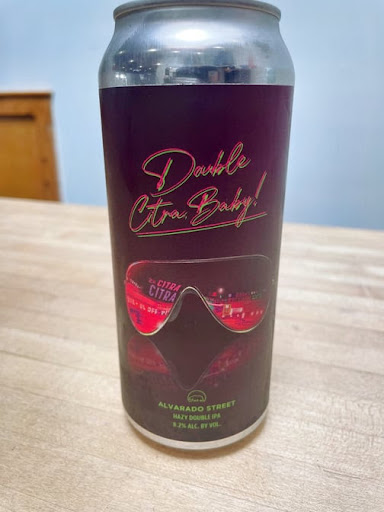 Double
Citra, Baby!
CITRA
CITRA
ALVARADO STREET
HAZY DOUBLE IPA
8.2% ALC. BY VOL.